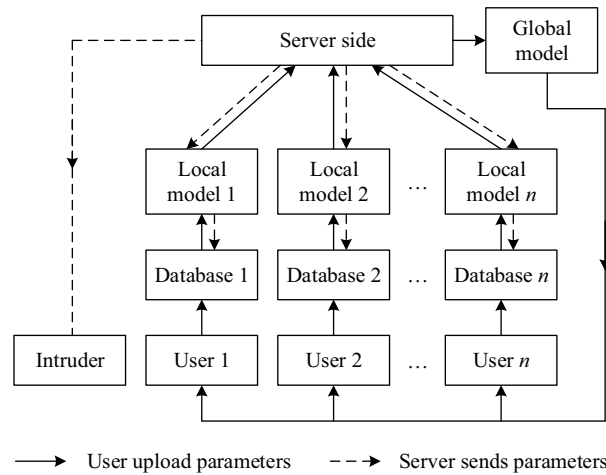 Server side
Global
model
Local
model 1
Local
model 2
...
Local
model n
Database 1
Database 2
...
Database n
Intruder
User 1
User 2
...
User n
User upload parameters
Server sends parameters